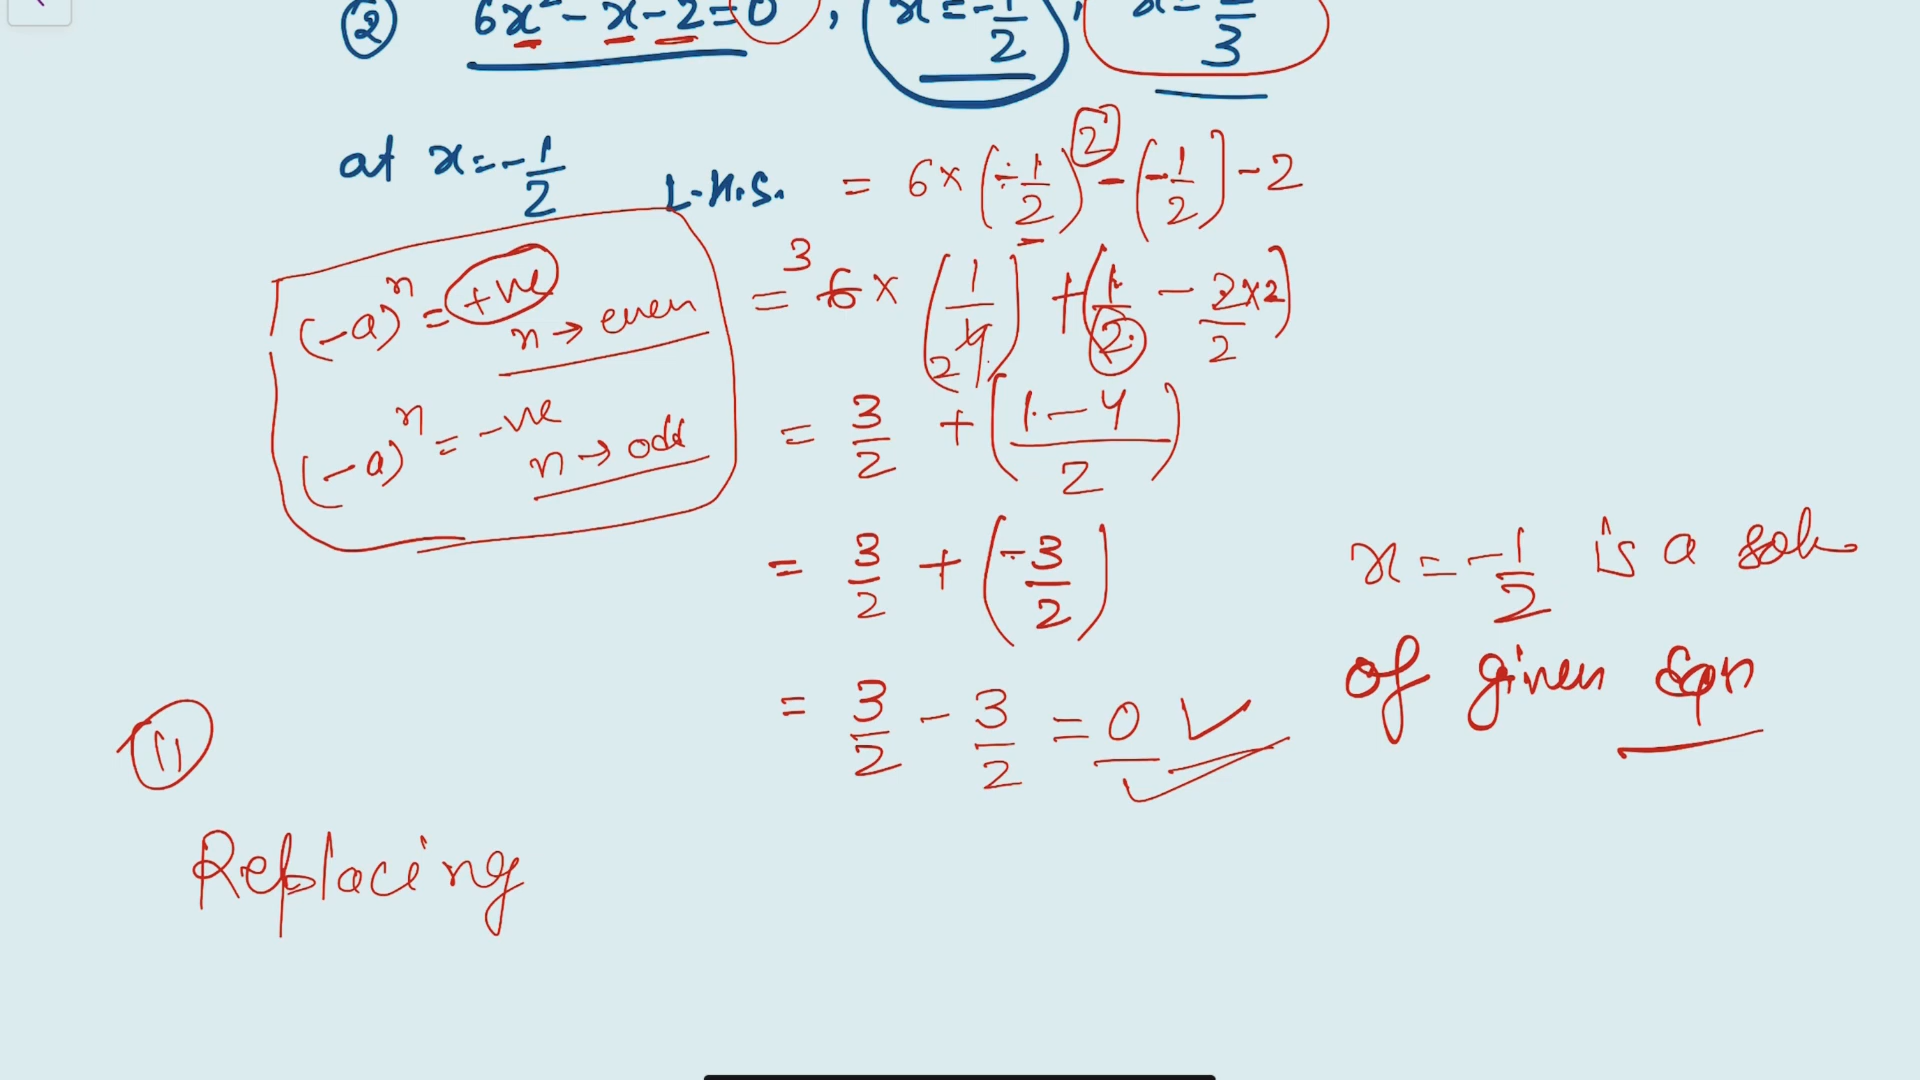 ② 6x² - x - 2 = 0 , x = -1/2 , x = 2/3
at x = -1/2 L.H.S. = 6 × (-1/2)² - (-1/2) - 2
(-a)ⁿ = +ve n → even
= ³6 × (1/4 2) + (1/2 - 2×2/2)
(-a)ⁿ = -ve n → odd
= 3/2 + (1-4/2)
= 3/2 + (-3/2)
x = -1/2 is a soln
of given eqn
= 3/2 - 3/2 = 0 ✓
(ii)
Replacing